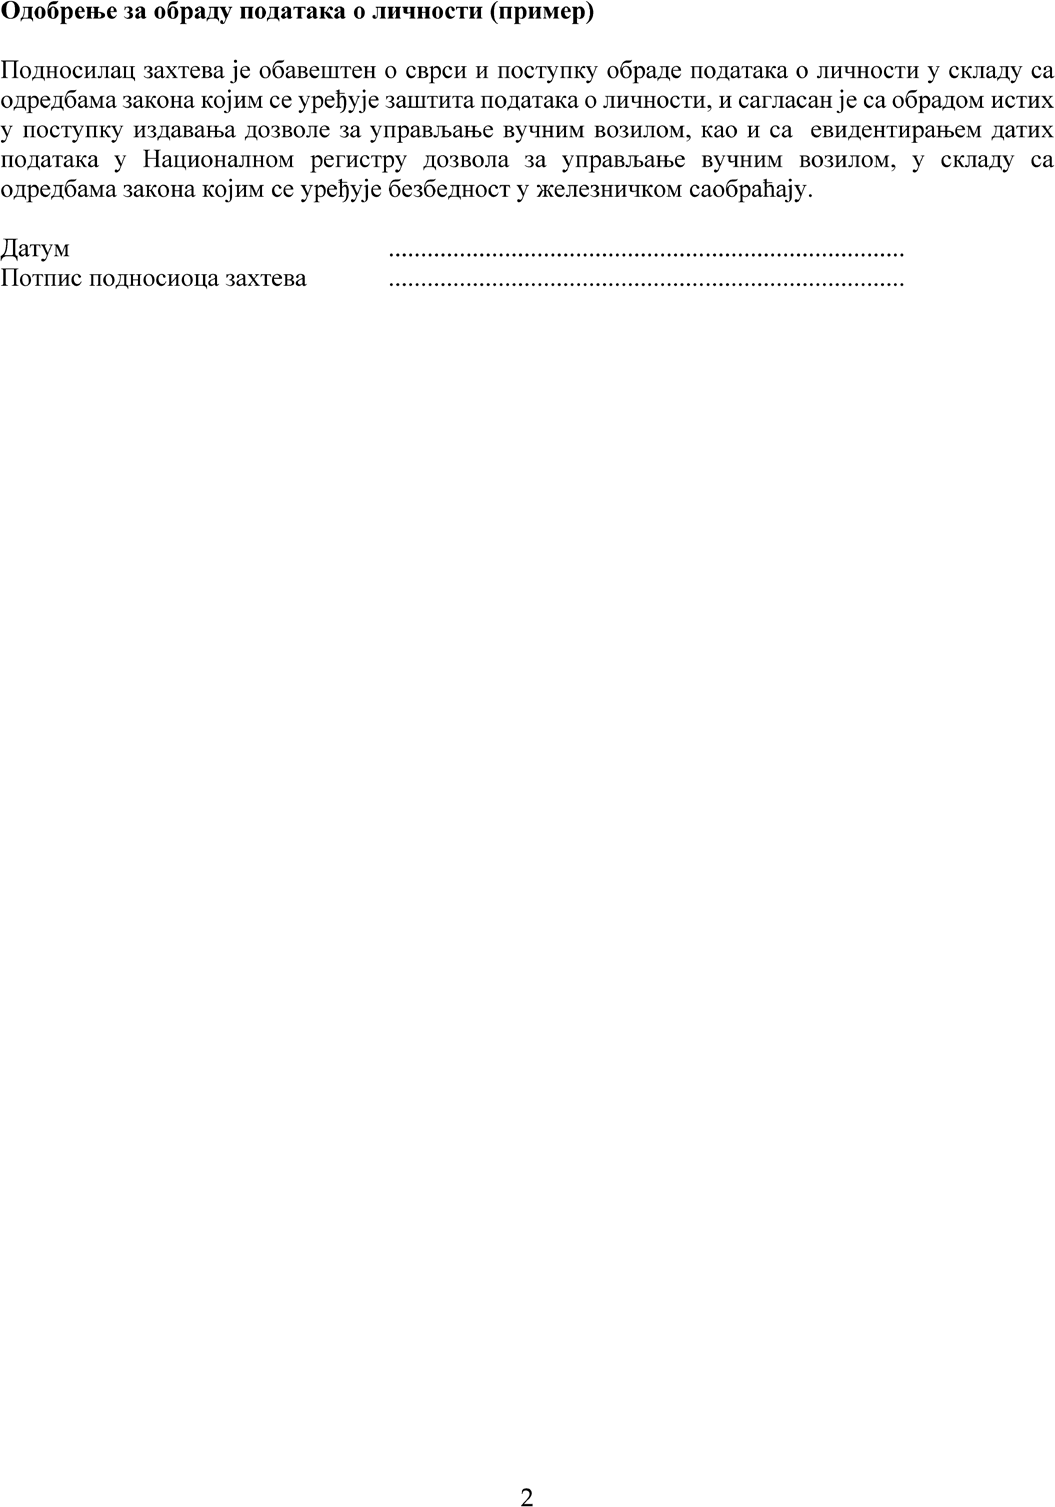 Одобрење за обраду података о личности (пример)
Подносилац захтева је обавештен о сврси и поступку обраде података о личности у складу са
одредбама закона којим се уређује заштита података о личности, и сагласан је са обрадом истих
у поступку издавања дозволе за управљање вучним возилом, као и са  евидентирањем датих
података у Националном регистру дозвола за управљање вучним возилом, у складу са
одредбама закона којим се уређује безбедност у железничком саобраћају.
Датум ................................................................................
Потпис подносиоца захтева ................................................................................
2